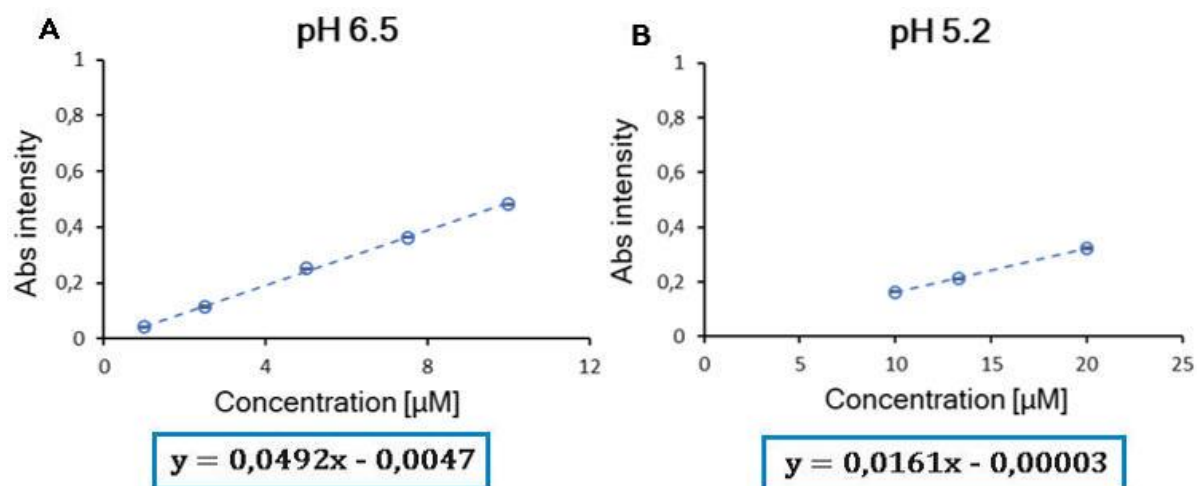 A
pH 6.5
1
0,8
0,6
0,4
0,2
0
0
4
8
12
Abs intensity
Concentration [µM]
y = 0,0492x - 0,0047
B
pH 5.2
1
0,8
0,6
0,4
0,2
0
0
5
10
15
20
25
Abs intensity
Concentration [µM]
y = 0,0161x - 0,00003